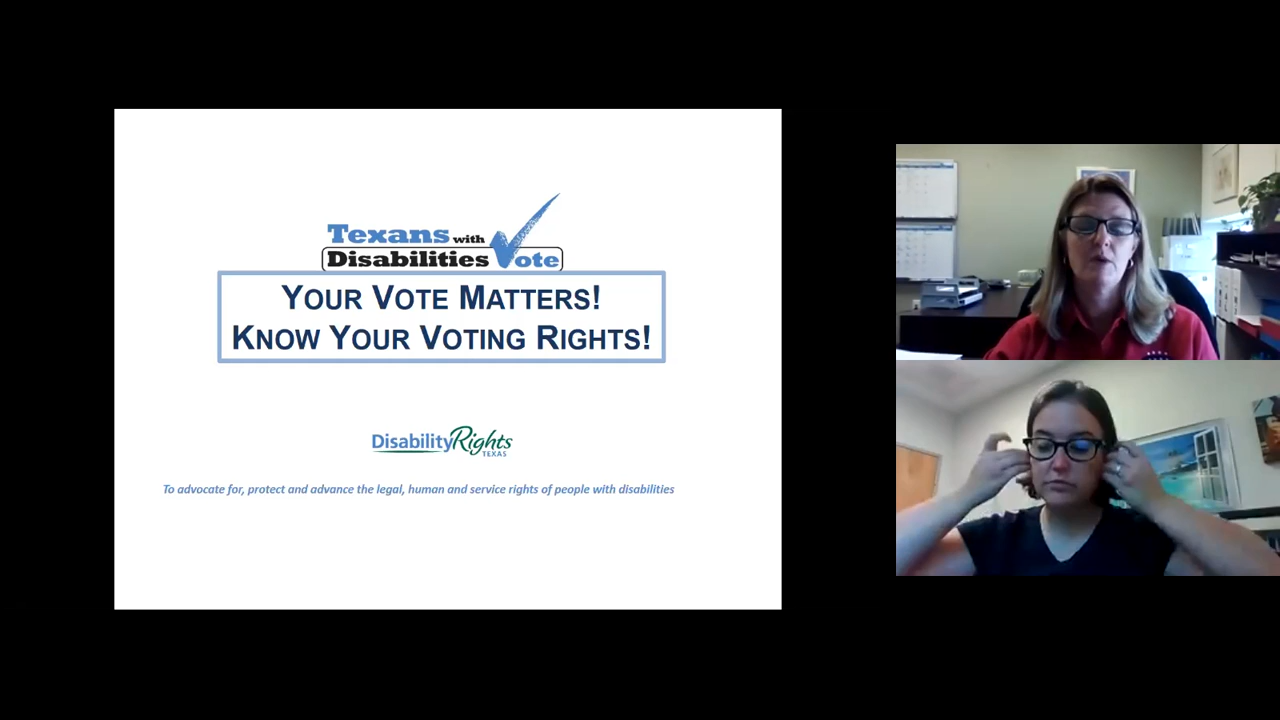 Texans with
Disabilities Vote
YOUR VOTE MATTERS!
KNOW YOUR VOTING RIGHTS!
DisabilityRights
TEXAS
To advocate for, protect and advance the legal, human and service rights of people with disabilities